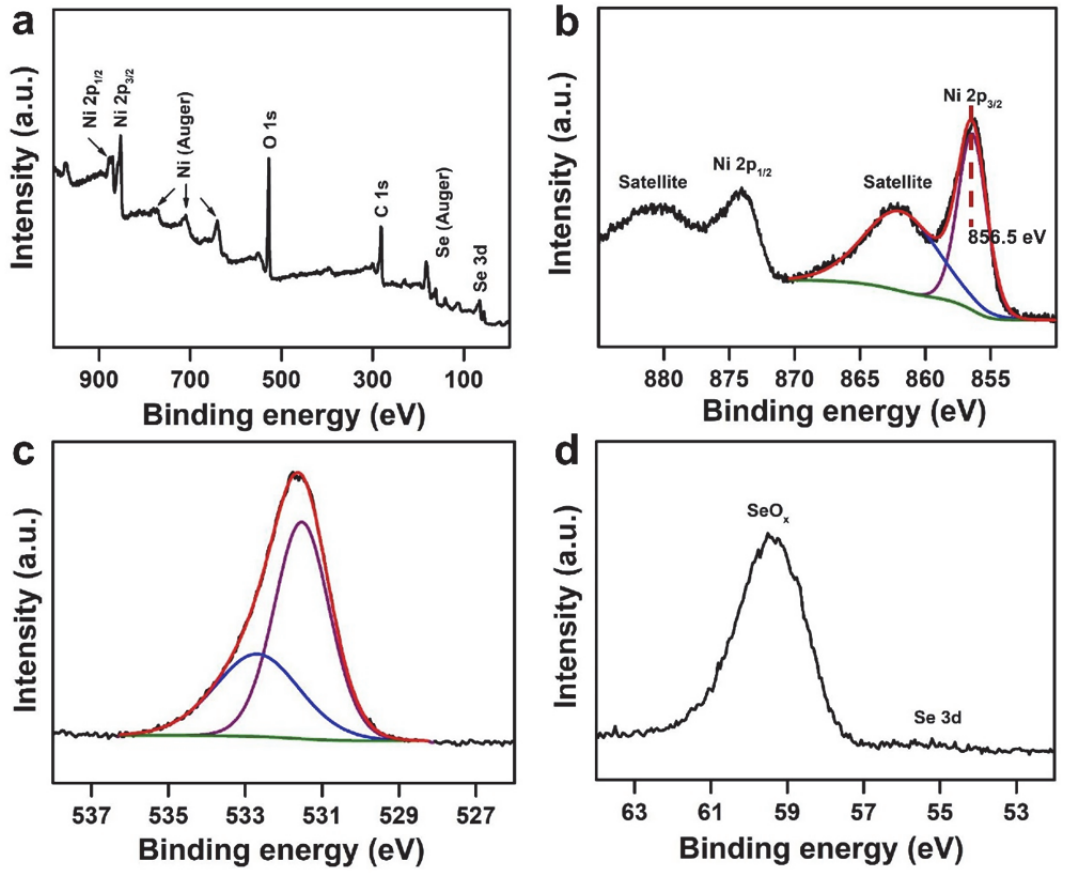 a
Ni 2p1/2
Ni 2p3/2
Ni (Auger)
O 1s
C 1s
Se (Auger)
Se 3d
Intensity (a.u.)
900 700 500 300 100
Binding energy (eV)
b
Ni 2p3/2
Ni 2p1/2
Satellite
Satellite
856.5 eV
Intensity (a.u.)
880 875 870 865 860 855
Binding energy (eV)
c
Intensity (a.u.)
537 535 533 531 529 527
Binding energy (eV)
d
SeOx
Se 3d
Intensity (a.u.)
63 61 59 57 55 53
Binding energy (eV)